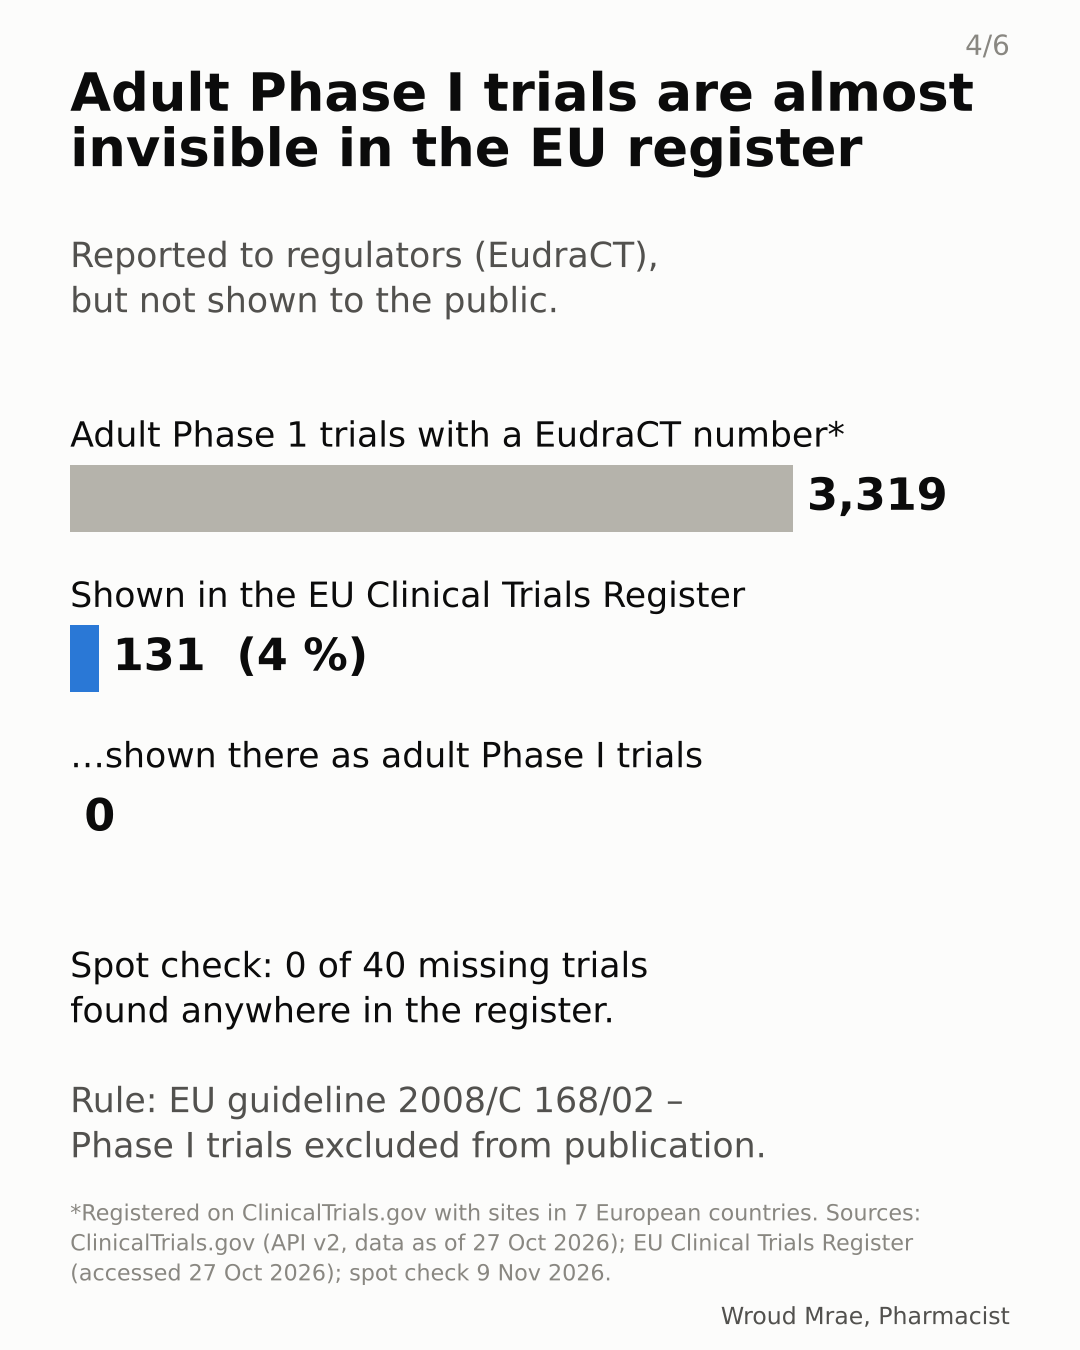 4/6
Adult Phase I trials are almost
invisible in the EU register
Reported to regulators (EudraCT),
but not shown to the public.
Adult Phase 1 trials with a EudraCT number*
3,319
Shown in the EU Clinical Trials Register
131  (4 %)
…shown there as adult Phase I trials
0
Spot check: 0 of 40 missing trials
found anywhere in the register.
Rule: EU guideline 2008/C 168/02 –
Phase I trials excluded from publication.
*Registered on ClinicalTrials.gov with sites in 7 European countries. Sources:
ClinicalTrials.gov (API v2, data as of 27 Oct 2026); EU Clinical Trials Register
(accessed 27 Oct 2026); spot check 9 Nov 2026.
Wroud Mrae, Pharmacist